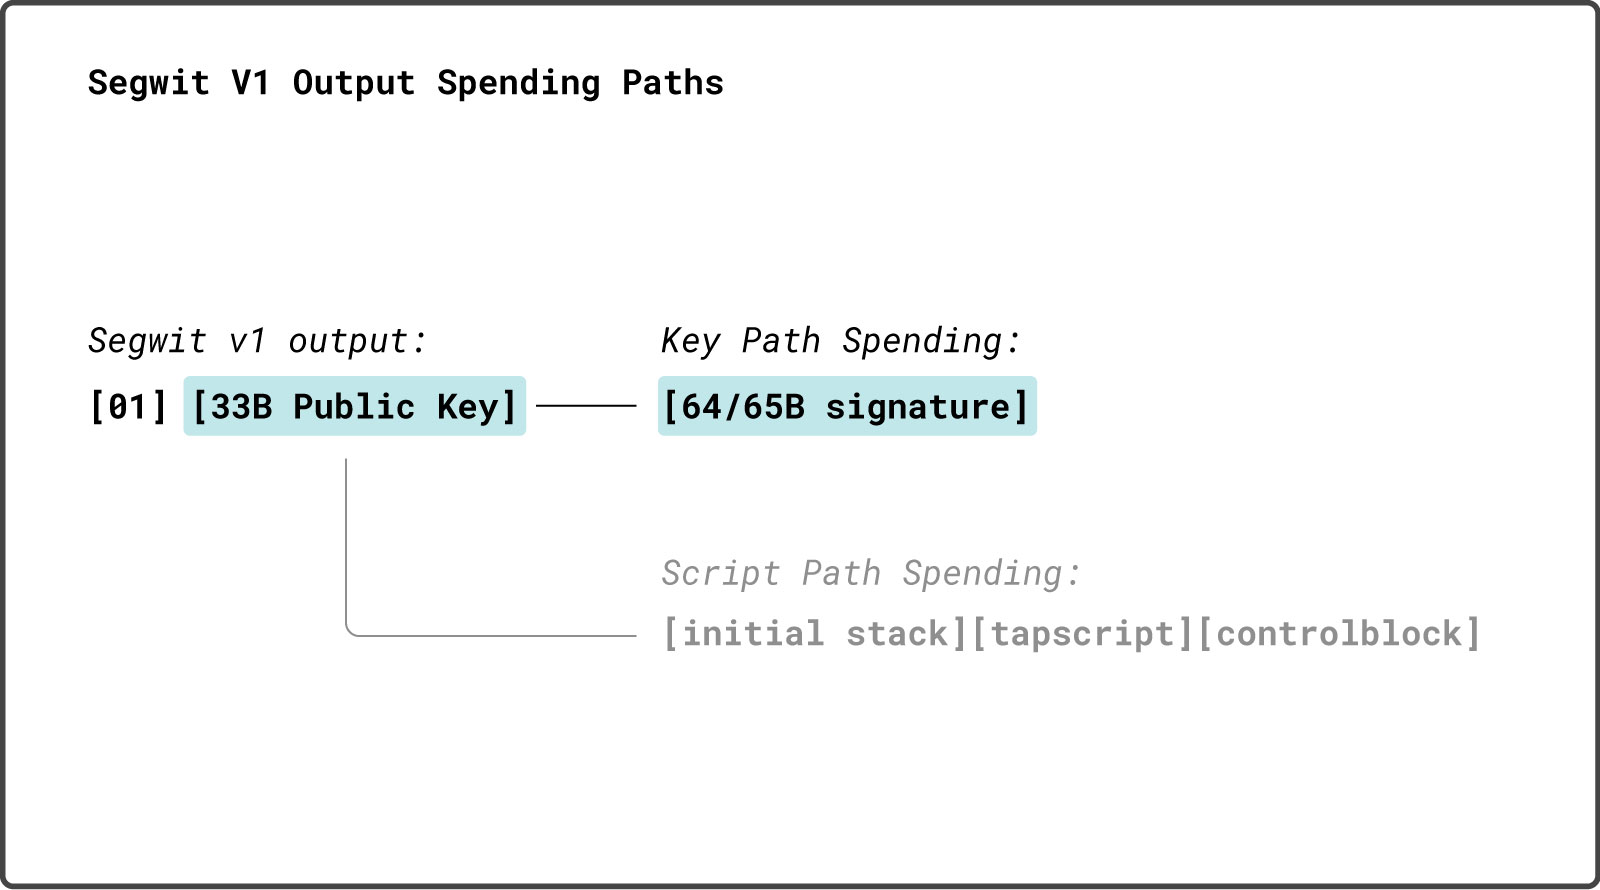 Segwit V1 Output Spending Paths
Segwit v1 output:
[01] [33B Public Key]
Key Path Spending:
[64/65B signature]
Script Path Spending:
[initial stack][tapscript][controlblock]